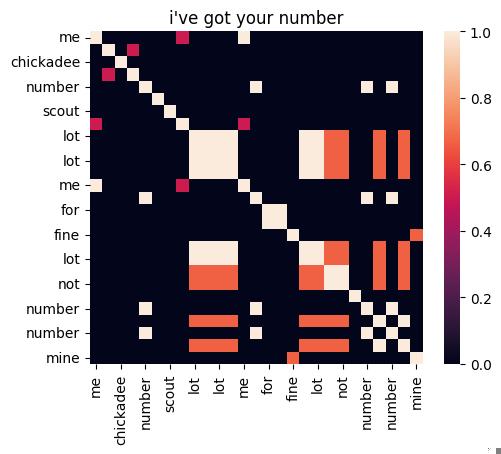 i've got your number
me
chickadee
number
scout
lot
lot
me
for
fine
lot
not
number
number
mine
1.0
0.8
0.6
0.4
0.2
0.0
me
chickadee
number
scout
lot
lot
me
for
fine
lot
not
number
number
mine